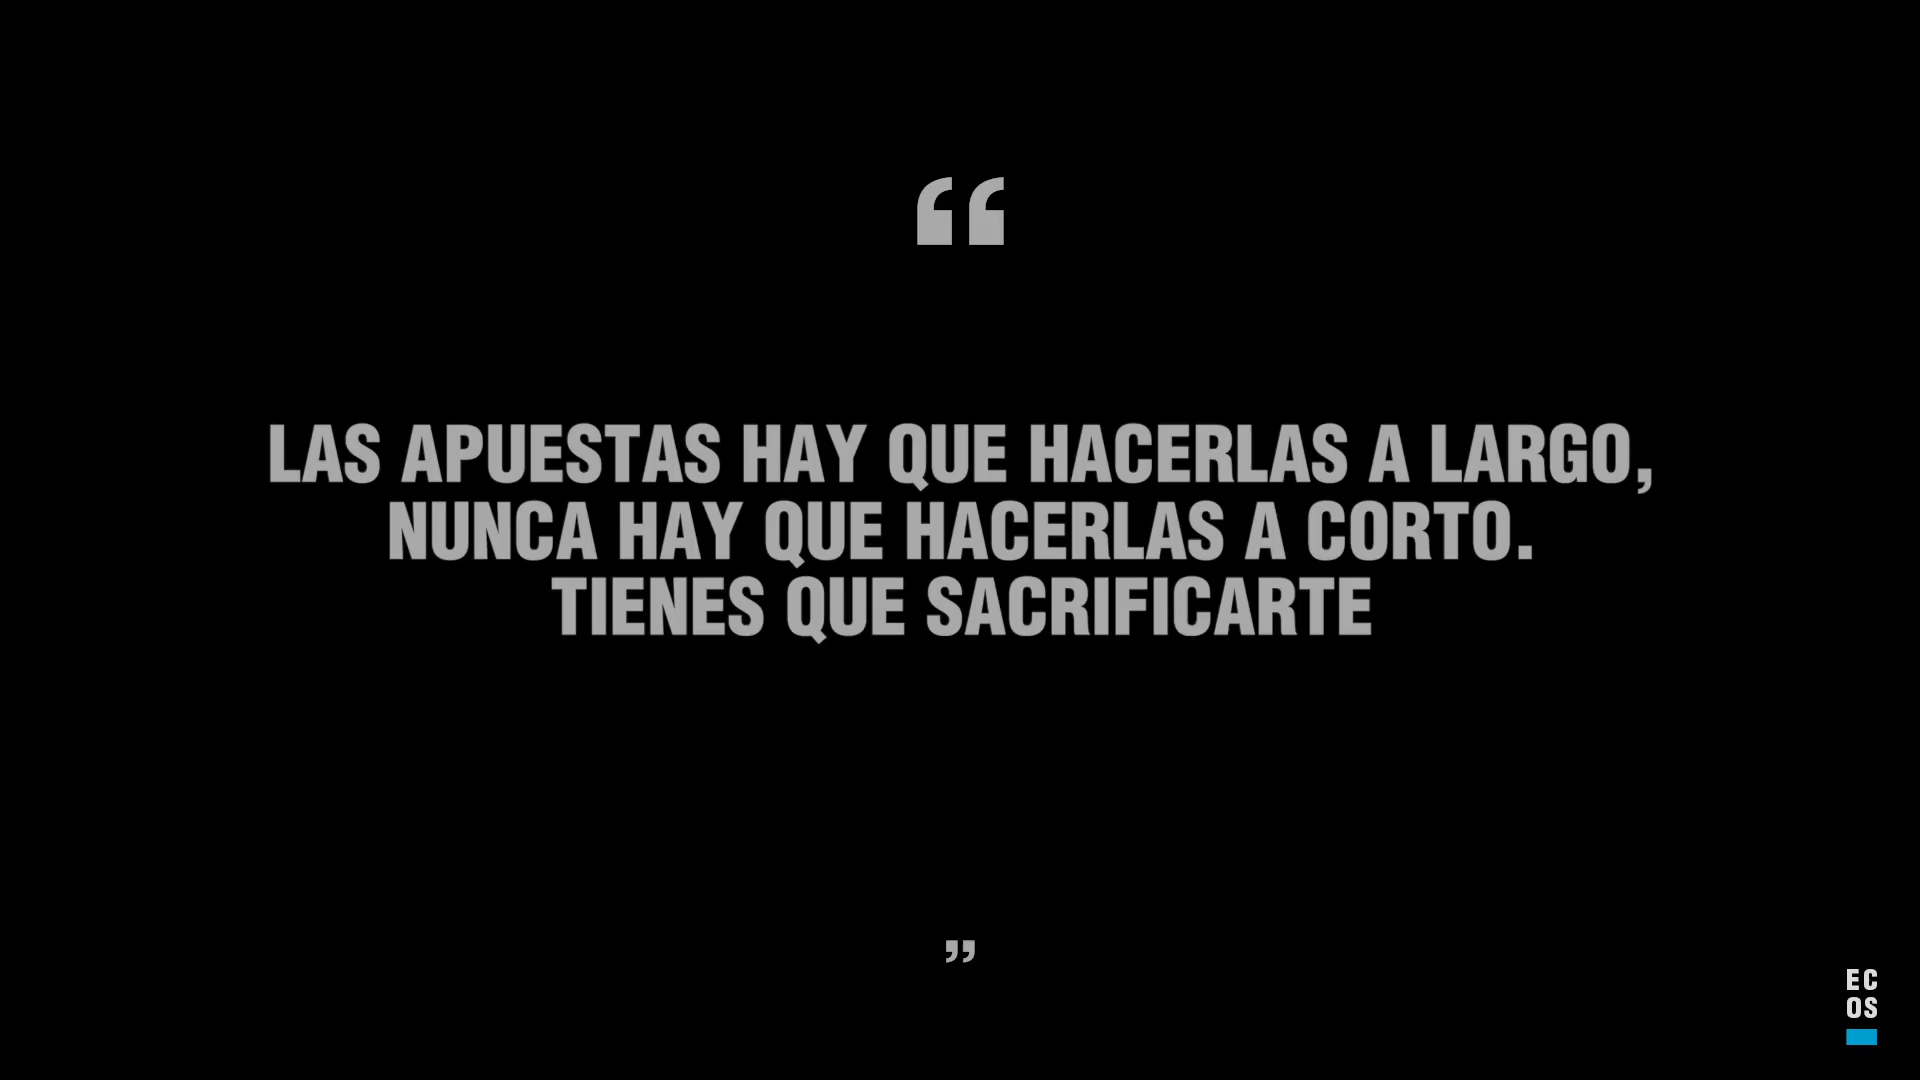 “
LAS APUESTAS HAY QUE HACERLAS A LARGO,
NUNCA HAY QUE HACERLAS A CORTO.
TIENES QUE SACRIFICARTE
”
EC
OS